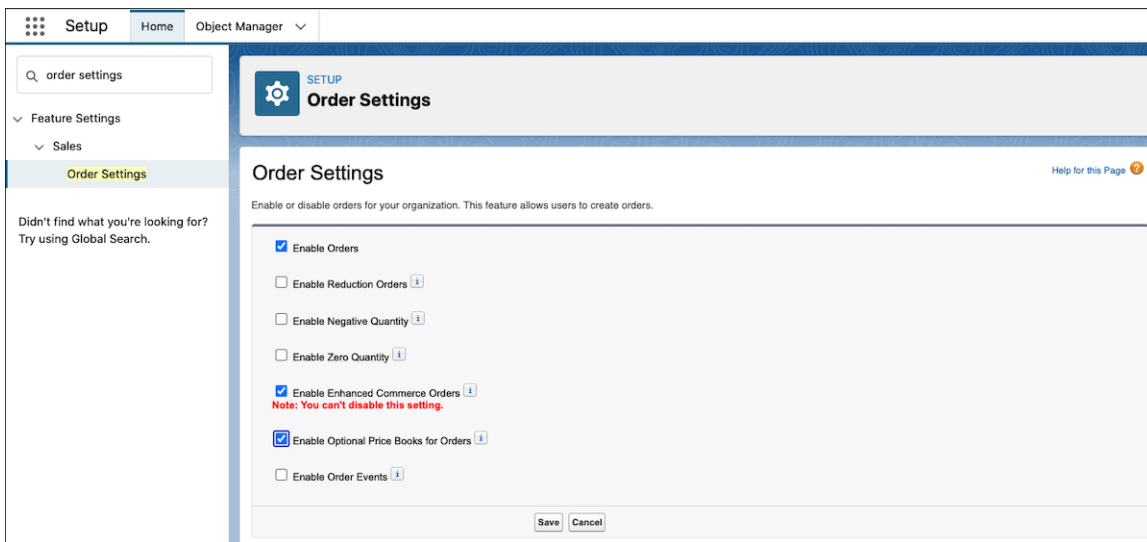 Setup
Home
Object Manager
order settings
Feature Settings
Sales
Order Settings
Didn't find what you're looking for?
Try using Global Search.
SETUP
Order Settings
Order Settings
Help for this Page ?
Enable or disable orders for your organization. This feature allows users to create orders.
Enable Orders
Enable Reduction Orders i
Enable Negative Quantity i
Enable Zero Quantity i
Enable Enhanced Commerce Orders i
Note: You can't disable this setting.
Enable Optional Price Books for Orders i
Enable Order Events i
Save Cancel